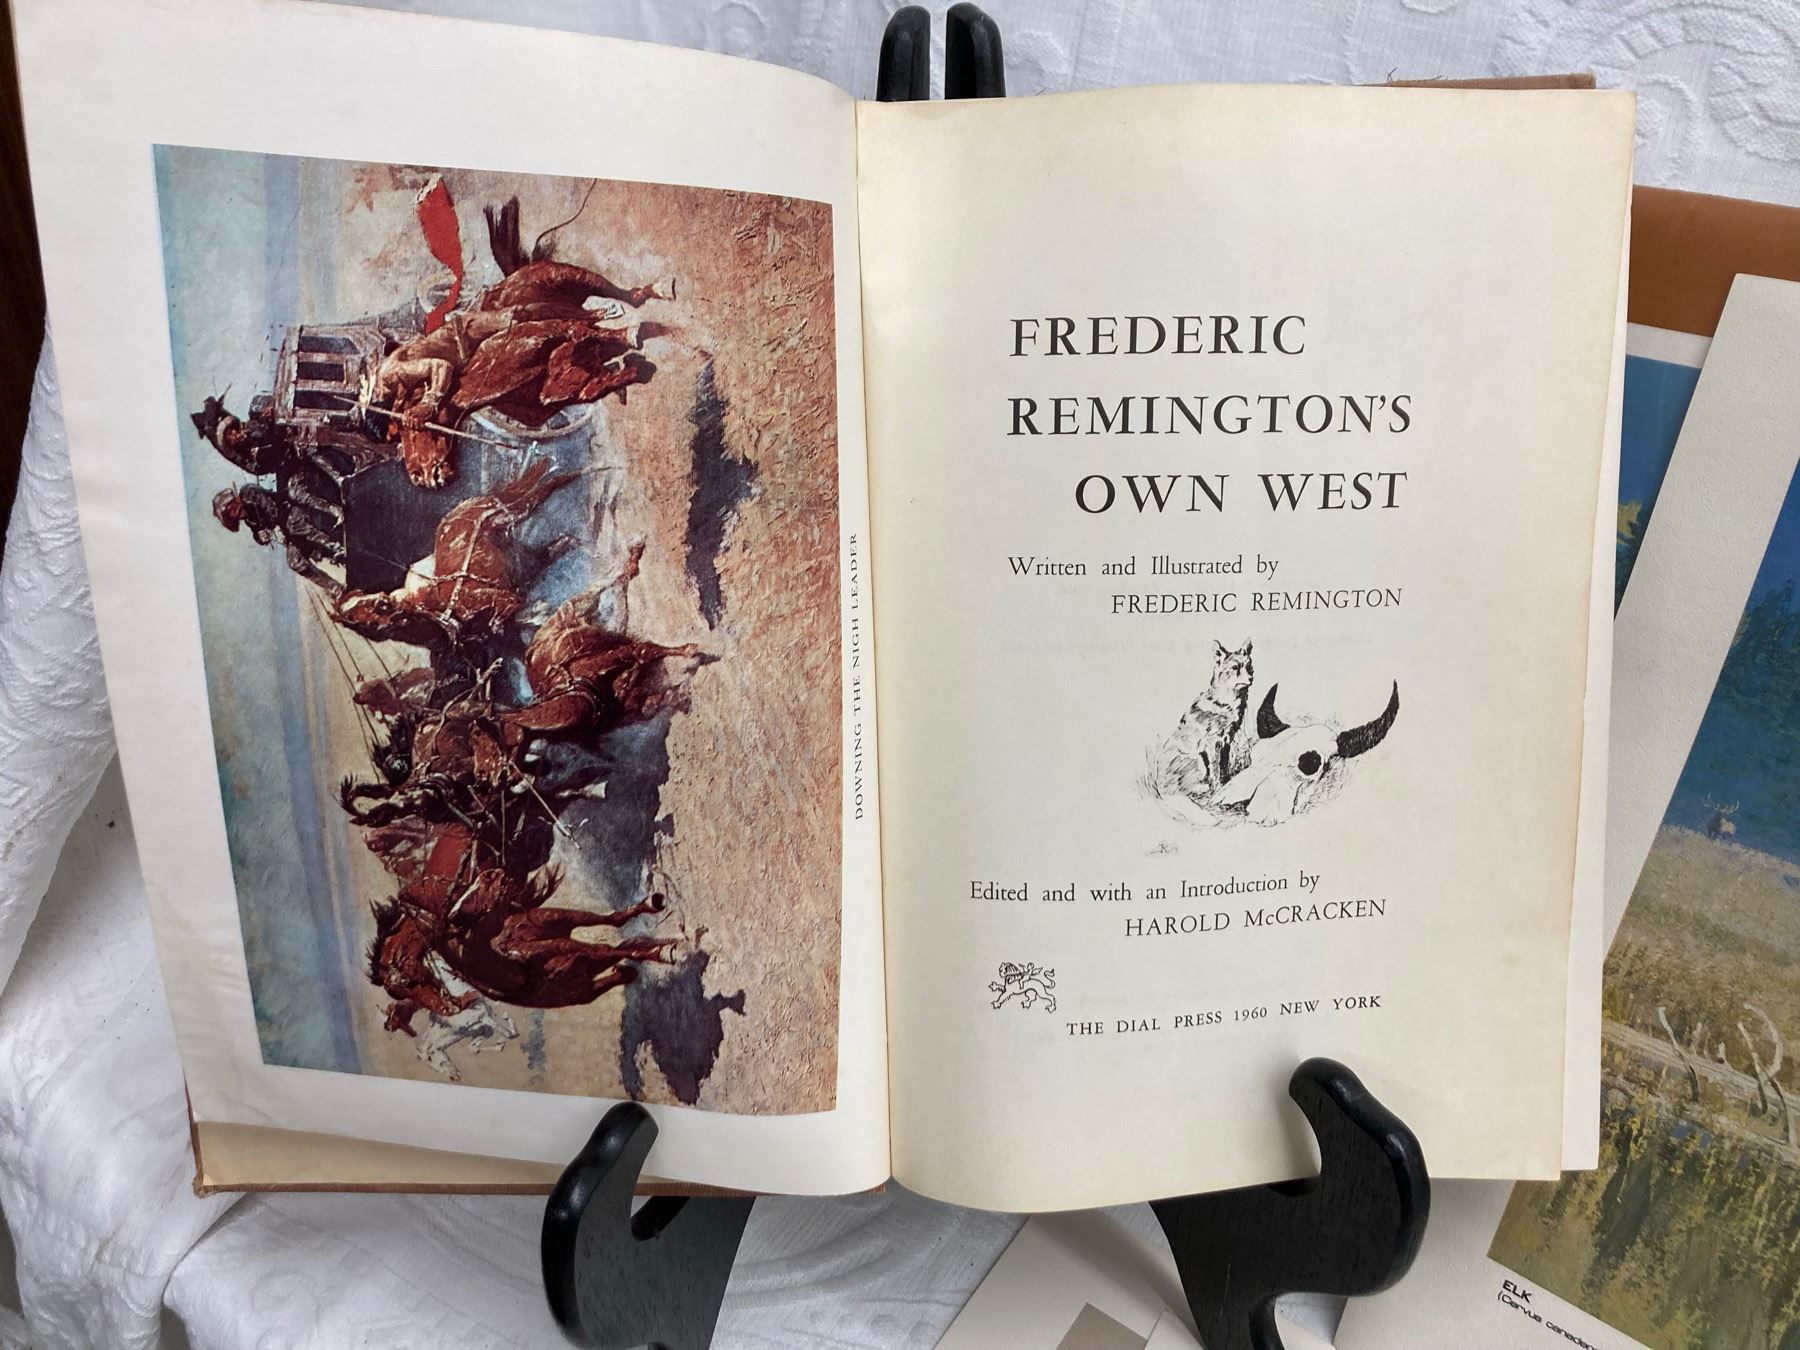 DOWNING THE NIGH LEADER
FREDERIC
REMINGTON'S
OWN WEST
Written and Illustrated by
FREDERIC REMINGTON
Edited and with an Introduction by
HAROLD McCRACKEN
THE DIAL PRESS 1960 NEW YORK
ELK
(Cervus